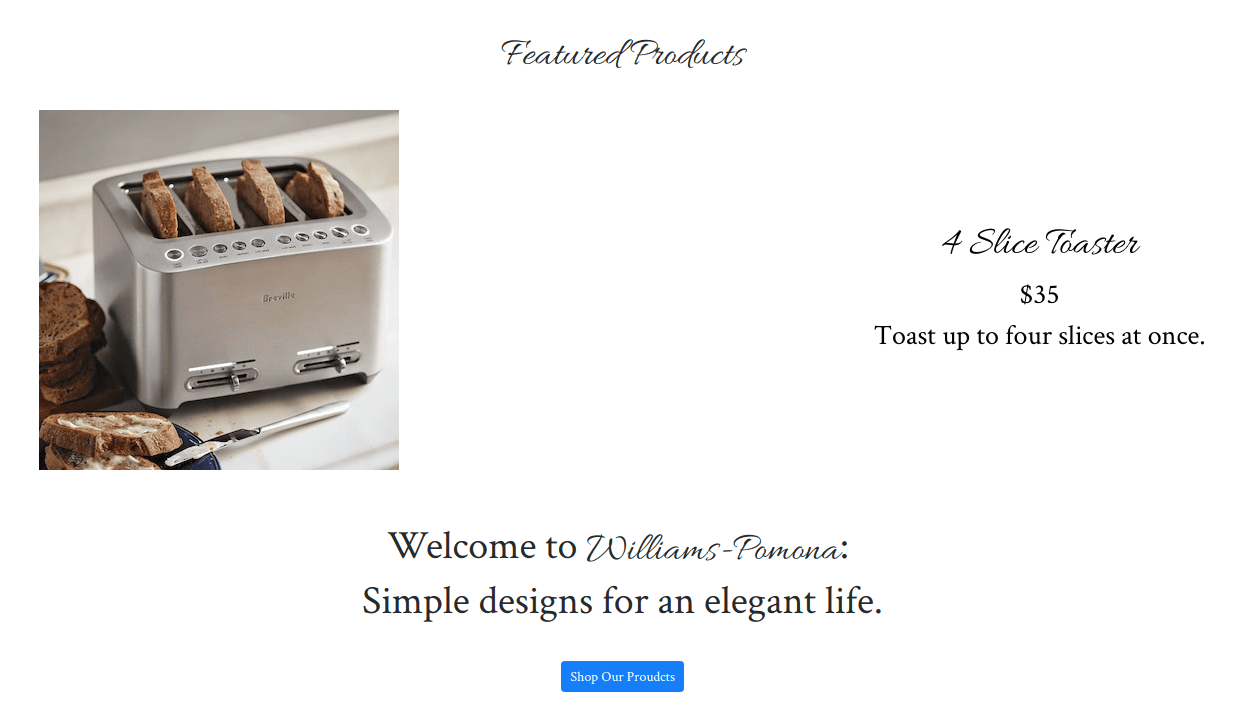 Featured Products
Breville
4 Slice Toaster
$35
Toast up to four slices at once.
Welcome to Williams-Pomona:
Simple designs for an elegant life.
Shop Our Proudcts